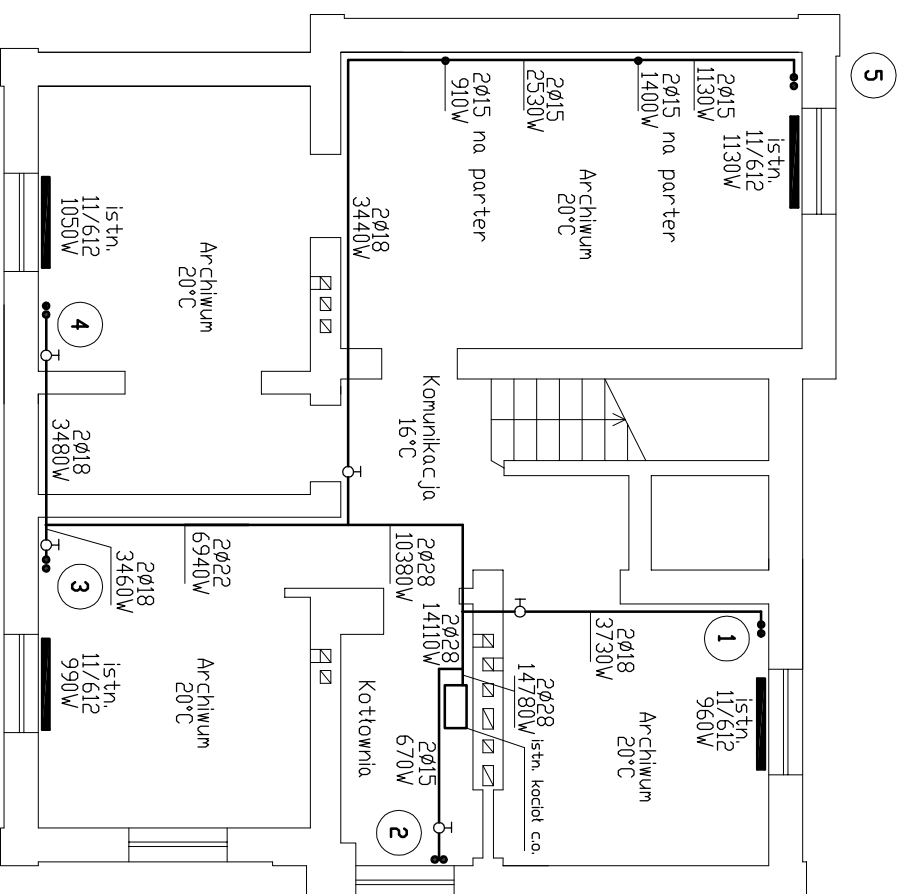 5
istn.
11/612
1130W
2Ø15
1130W
2Ø15 na parter
1400W
2Ø15
2530W
2Ø15 na parter
910W
Archiwum
20°C
2Ø18
3440W
Archiwum
20°C
istn.
11/612
1050W
4
2Ø18
3480W
Komunikacja
16°C
2Ø22
6940W
2Ø18
3460W
3
2Ø28
10380W
2Ø28
14110W
2Ø28
14780W
istn. kocioł c.o.
2Ø18
3730W
1
istn.
11/612
960W
Archiwum
20°C
Kotłownia
2Ø15
670W
2
Archiwum
20°C
istn.
11/612
990W